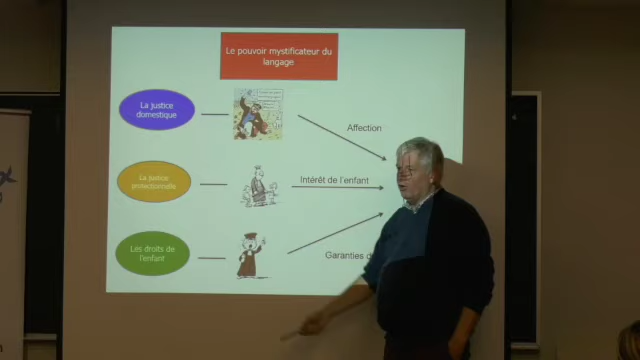 Le pouvoir mystificateur du
langage
La justice
domestique
Affection
La justice
protectionnelle
Intérêt de l'enfant
Les droits de
l'enfant
Garanties